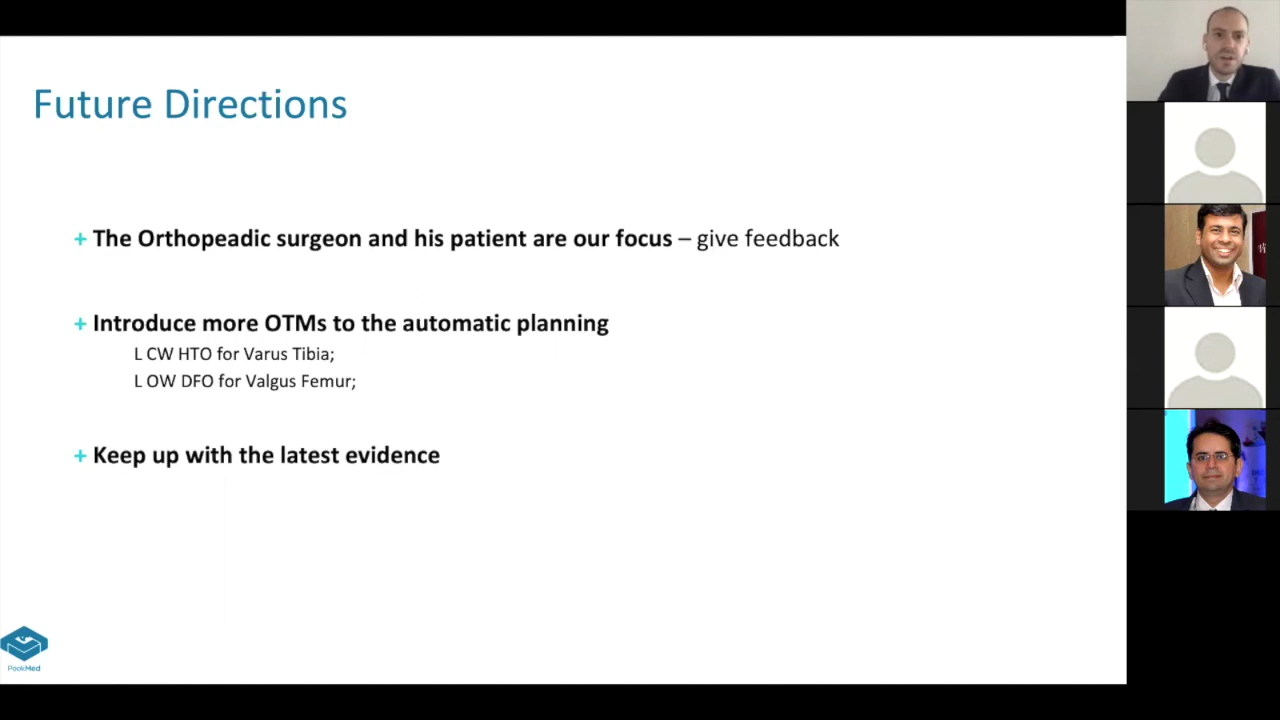 Future Directions
+ The Orthopeadic surgeon and his patient are our focus – give feedback
+ Introduce more OTMs to the automatic planning
L CW HTO for Varus Tibia;
L OW DFO for Valgus Femur;
+ Keep up with the latest evidence
PeekMed